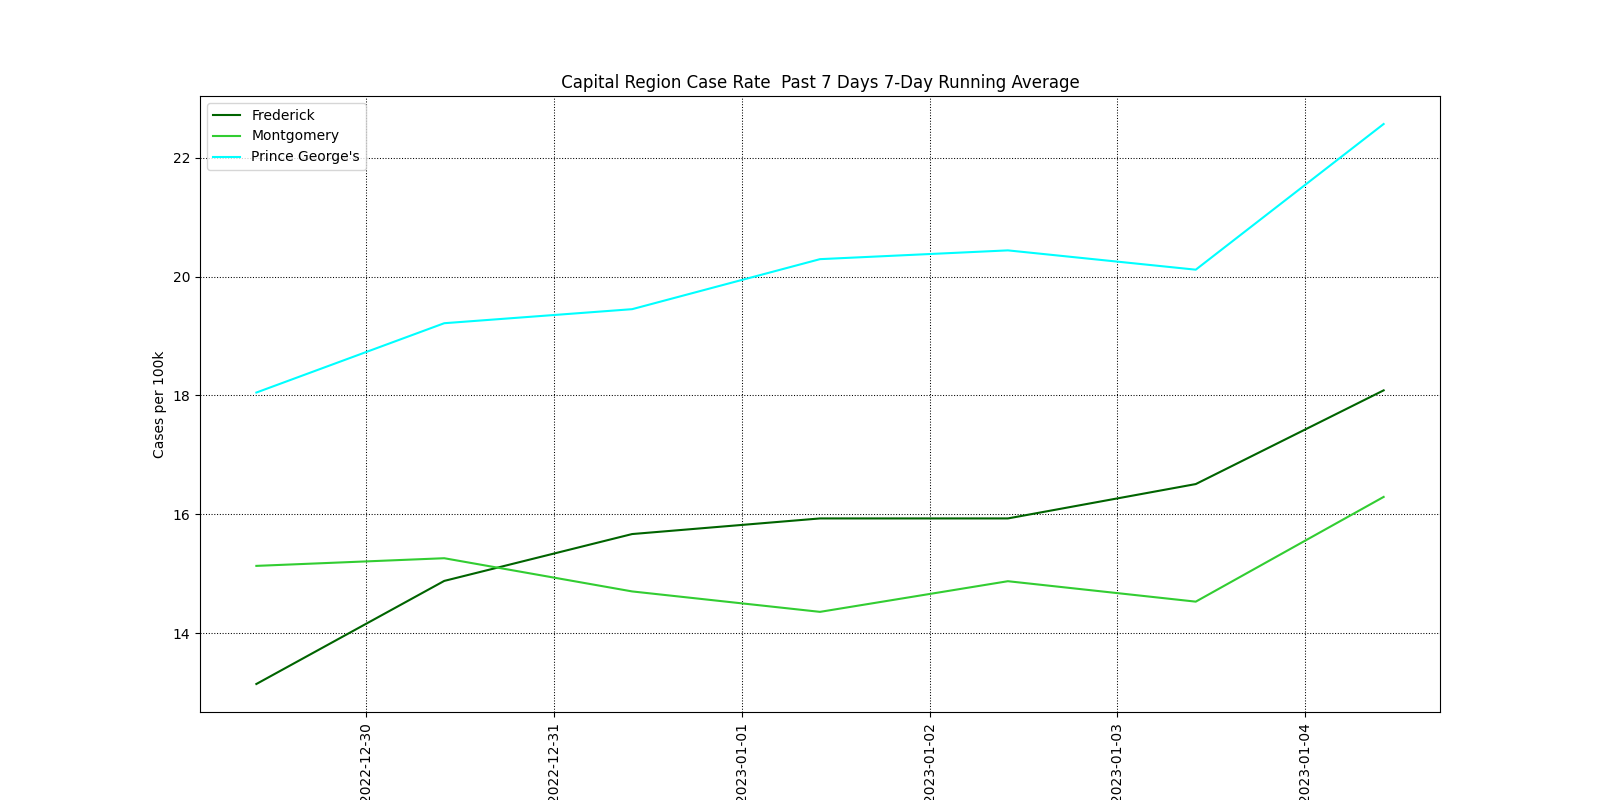 Capital Region Case Rate  Past 7 Days 7-Day Running Average
Frederick
Montgomery
Prince George's
22
20
18
16
14
Cases per 100k
2022-12-30
2022-12-31
2023-01-01
2023-01-02
2023-01-03
2023-01-04